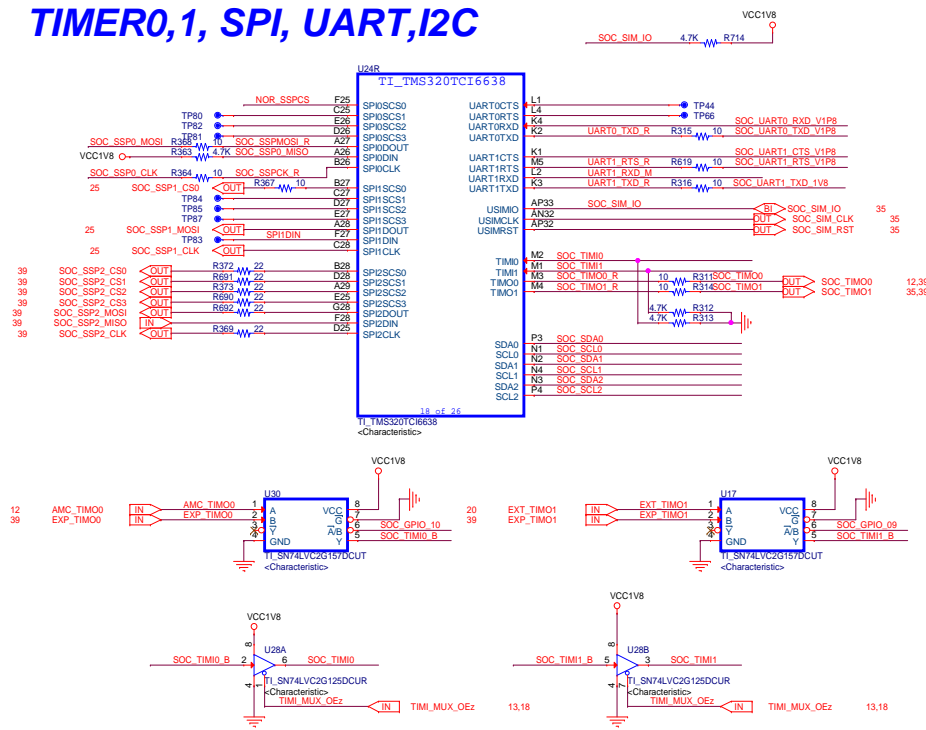 TIMER0,1, SPI, UART,I2C
VCC1V8
SOC_SIM_IO 4.7K R714
U24R
TI_TMS320TCI6638
NOR_SSPCS F25 SPI0SCS0 UART0CTS L1 TP44
TP80 C25 SPI0SCS1 UART0RTS L4 TP66
TP82 E26 SPI0SCS2 UART0RXD K4 SOC_UART0_RXD_V1P8
TP81 D26 SPI0SCS3 UART0TXD K2 UART0_TXD_R R315 10 SOC_UART0_TXD_V1P8
SOC_SSP0_MOSI R368 10 SOC_SSPMOSI_R A27 SPI0DOUT
VCC1V8 R363 4.7K SOC_SSP0_MISO A26 SPI0DIN UART1CTS K1 SOC_UART1_CTS_V1P8
SOC_SSP0_CLK R364 10 SOC_SSPCK_R B26 SPI0CLK UART1RTS M5 UART1_RTS_R R619 10 SOC_UART1_RTS_V1P8
UART1RXD L2 UART1_RXD_M
25 SOC_SSP1_CS0 OUT R367 10 B27 SPI1SCS0 UART1TXD K3 UART1_TXD_R R316 10 SOC_UART1_TXD_1V8
TP84 C27 SPI1SCS1
TP85 D27 SPI1SCS2 USIMIO AP33 SOC_SIM_IO BI SOC_SIM_IO 35
TP87 E27 SPI1SCS3 USIMCLK AN32 OUT SOC_SIM_CLK 35
25 SOC_SSP1_MOSI OUT A28 SPI1DOUT USIMRST AP32 OUT SOC_SIM_RST 35
TP83 SPI1DIN F27 SPI1DIN
25 SOC_SSP1_CLK OUT C28 SPI1CLK
TIMI0 M2 SOC_TIMI0
39 SOC_SSP2_CS0 OUT R372 22 B28 SPI2SCS0 TIMI1 M1 SOC_TIMI1
39 SOC_SSP2_CS1 OUT R691 22 D28 SPI2SCS1 TIMO0 M3 SOC_TIMO0_R 10 R311 SOC_TIMO0 OUT SOC_TIMO0 12,39
39 SOC_SSP2_CS2 OUT R373 22 A29 SPI2SCS2 TIMO1 M4 SOC_TIMO1_R 10 R314 SOC_TIMO1 OUT SOC_TIMO1 35,39
39 SOC_SSP2_CS3 OUT R690 22 E25 SPI2SCS3
39 SOC_SSP2_MOSI OUT R692 22 G28 SPI2DOUT 4.7K R312
39 SOC_SSP2_MISO IN F28 SPI2DIN 4.7K R313
39 SOC_SSP2_CLK OUT R369 22 D25 SPI2CLK
SDA0 P3 SOC_SDA0
SCL0 N1 SOC_SCL0
SDA1 N2 SOC_SDA1
SCL1 N4 SOC_SCL1
SDA2 N3 SOC_SDA2
SCL2 P4 SOC_SCL2
18 of 26
TI_TMS320TCI6638
<Characteristic>
VCC1V8 VCC1V8
U30 U17
12 AMC_TIMO0 IN AMC_TIMO0 1 A VCC 8 20 EXT_TIMO1 IN EXT_TIMO1 1 A VCC 8
39 EXP_TIMO0 IN EXP_TIMO0 2 B G 7 39 EXP_TIMO1 IN EXP_TIMO1 2 B G 7
3 Y A/B 6 SOC_GPIO_10 3 Y A/B 6 SOC_GPIO_09
4 GND Y 5 SOC_TIMI0_B 4 GND Y 5 SOC_TIMI1_B
TI_SN74LVC2G157DCUT TI_SN74LVC2G157DCUT
<Characteristic> <Characteristic>
VCC1V8 VCC1V8
8 U28A 8 U28B
SOC_TIMI0_B 2 6 SOC_TIMI0 SOC_TIMI1_B 5 3 SOC_TIMI1
4 1 TI_SN74LVC2G125DCUR 4 7 TI_SN74LVC2G125DCUR
<Characteristic> <Characteristic>
TIMI_MUX_OEz IN TIMI_MUX_OEz 13,18 TIMI_MUX_OEz IN TIMI_MUX_OEz 13,18